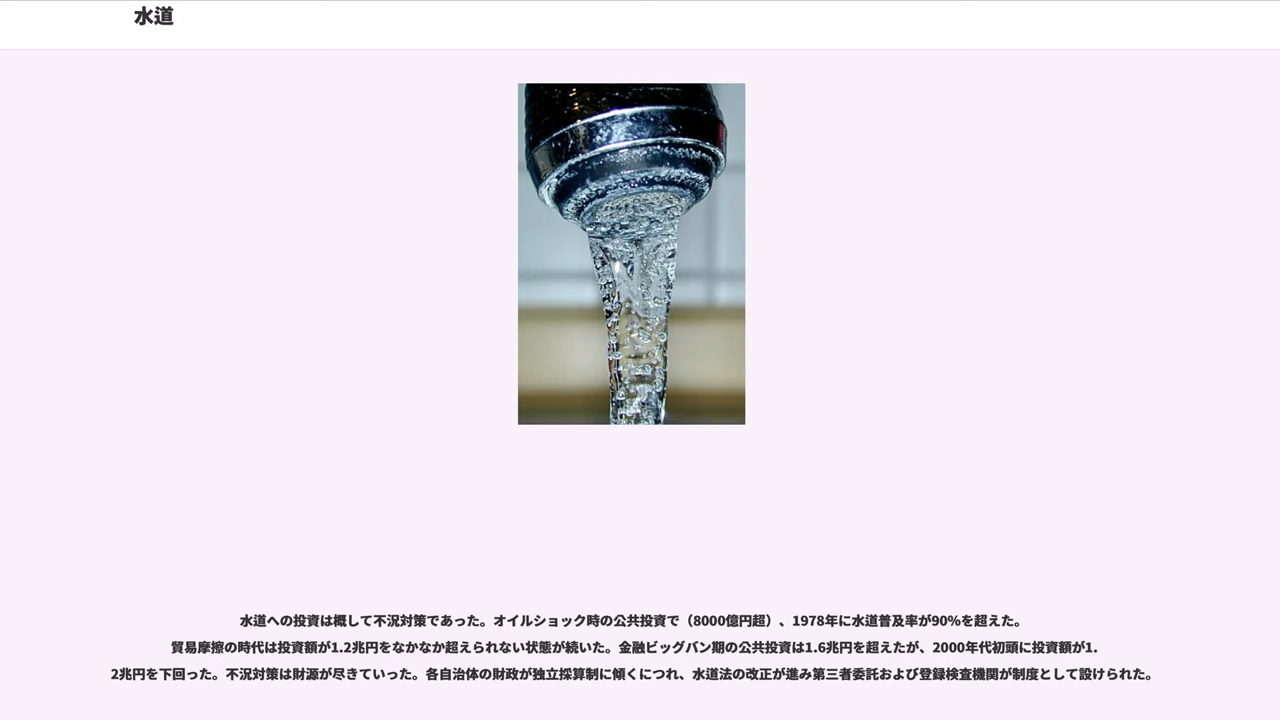 水道
水道への投資は概して不況対策であった。オイルショック時の公共投資で（8000億円超）、1978年に水道普及率が90%を超えた。
貿易摩擦の時代は投資額が1.2兆円をなかなか超えられない状態が続いた。金融ビッグバン期の公共投資は1.6兆円を超えたが、2000年代初頭に投資額が1.
2兆円を下回った。不況対策は財源が尽きていった。各自治体の財政が独立採算制に傾くにつれ、水道法の改正が進み第三者委託および登録検査機関が制度として設けられた。